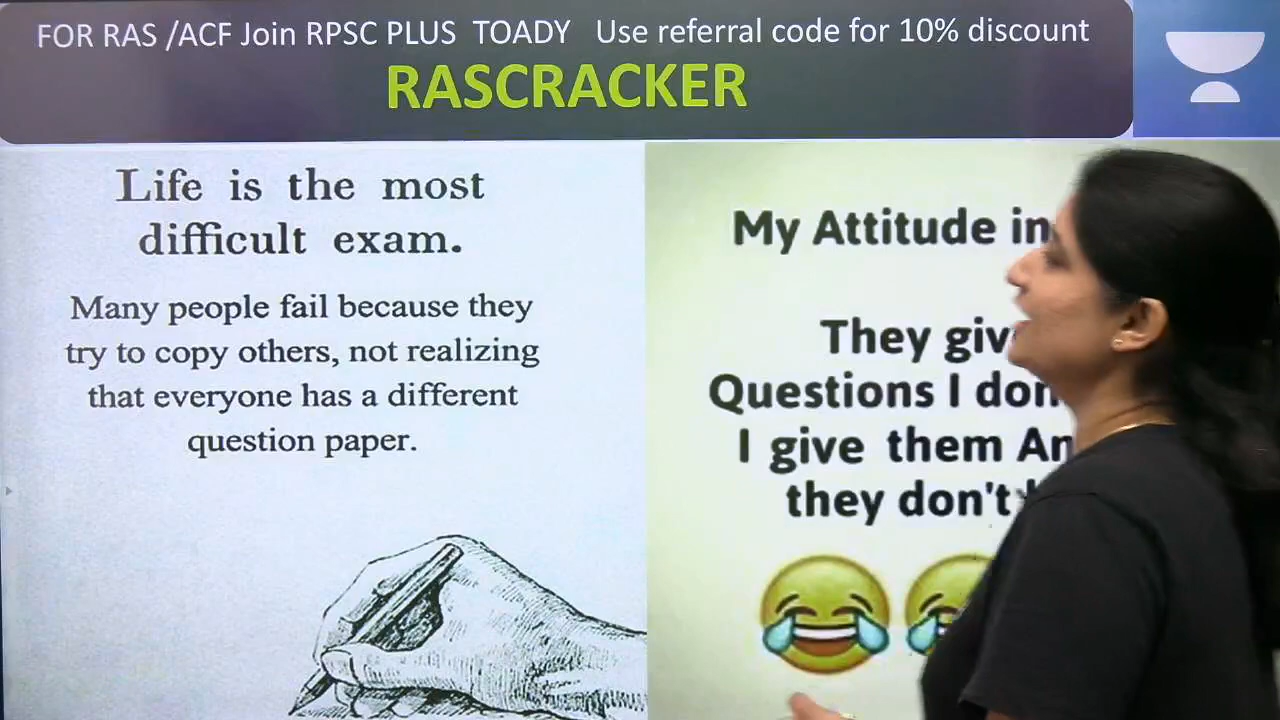 FOR RAS /ACF Join RPSC PLUS TOADY Use referral code for 10% discount
RASCRACKER
Life is the most
difficult exam.
Many people fail because they
try to copy others, not realizing
that everyone has a different
question paper.
My Attitude in
They giv
Questions I don
I give them An
they don't